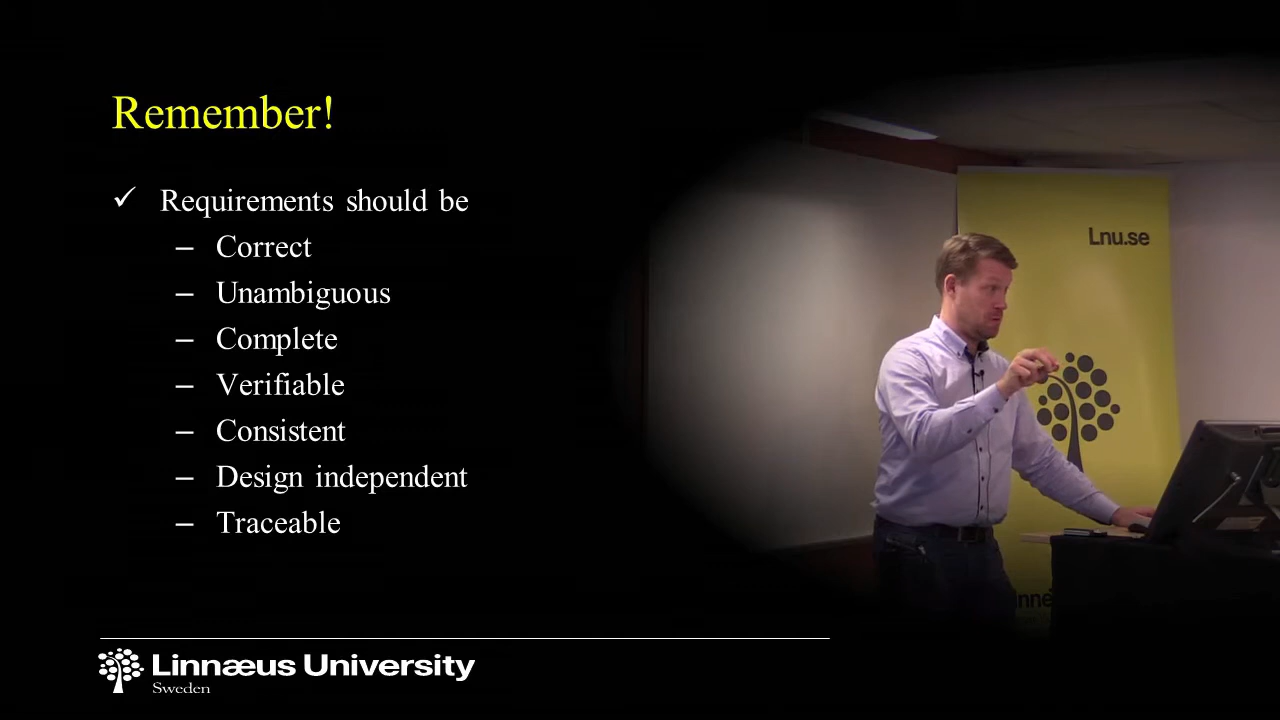 Remember!
✓ Requirements should be
– Correct
– Unambiguous
– Complete
– Verifiable
– Consistent
– Design independent
– Traceable
Lnu.se
Linnæus University
Sweden